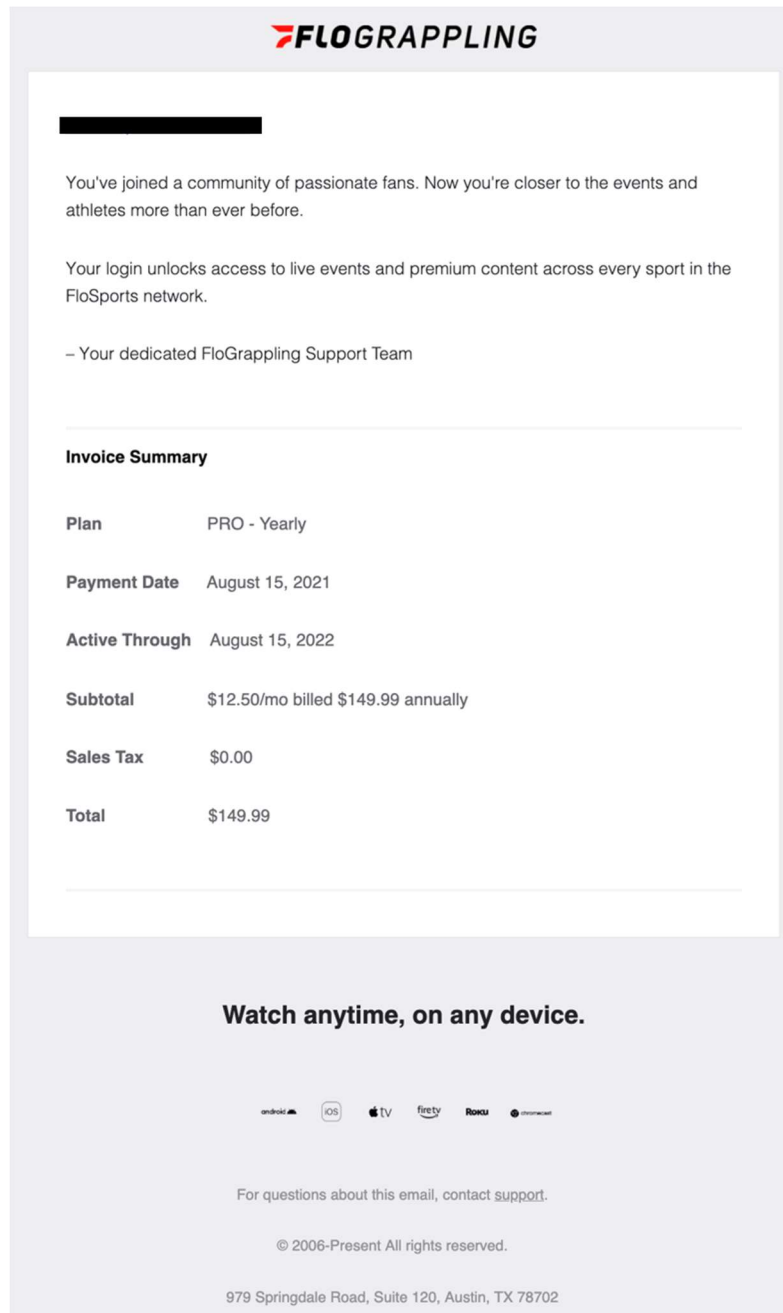 FLOGRAPPLING
You've joined a community of passionate fans. Now you're closer to the events and
athletes more than ever before.
Your login unlocks access to live events and premium content across every sport in the
FloSports network.
– Your dedicated FloGrappling Support Team
Invoice Summary
Plan PRO - Yearly
Payment Date August 15, 2021
Active Through August 15, 2022
Subtotal $12.50/mo billed $149.99 annually
Sales Tax $0.00
Total $149.99
Watch anytime, on any device.
android iOS tv firetv Roku chromecast
For questions about this email, contact support.
© 2006-Present All rights reserved.
979 Springdale Road, Suite 120, Austin, TX 78702